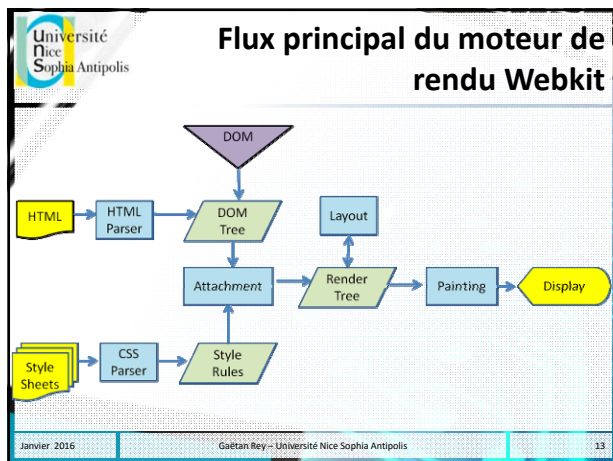 Université
Nice
Sophia Antipolis
Flux principal du moteur de
rendu Webkit
DOM
HTML
HTML
Parser
DOM
Tree
Layout
Attachment
Render
Tree
Painting
Display
Style
Sheets
CSS
Parser
Style
Rules
Janvier 2016
Gaëtan Rey – Université Nice Sophia Antipolis
13